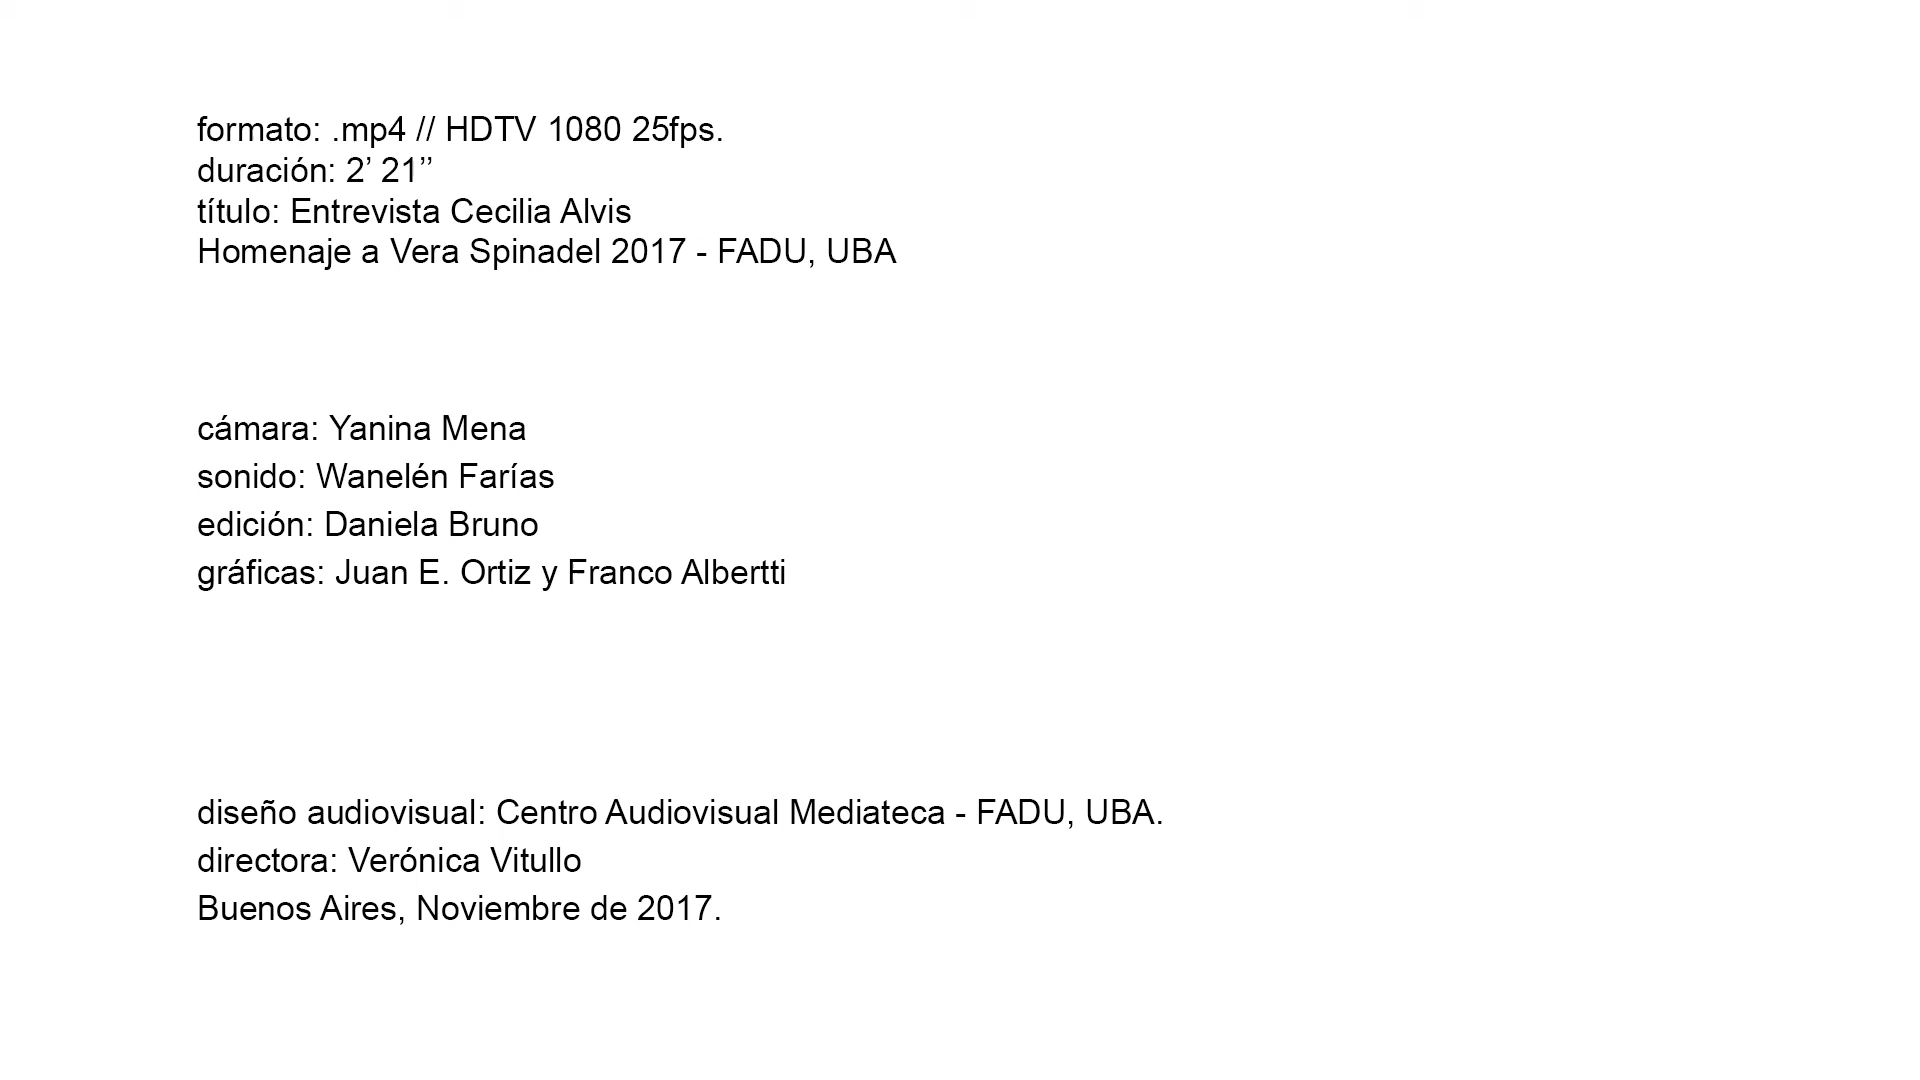 formato: .mp4 // HDTV 1080 25fps.
duración: 2’ 21’’
título: Entrevista Cecilia Alvis
Homenaje a Vera Spinadel 2017 - FADU, UBA
cámara: Yanina Mena
sonido: Wanelén Farías
edición: Daniela Bruno
gráficas: Juan E. Ortiz y Franco Albertti
diseño audiovisual: Centro Audiovisual Mediateca - FADU, UBA.
directora: Verónica Vitullo
Buenos Aires, Noviembre de 2017.